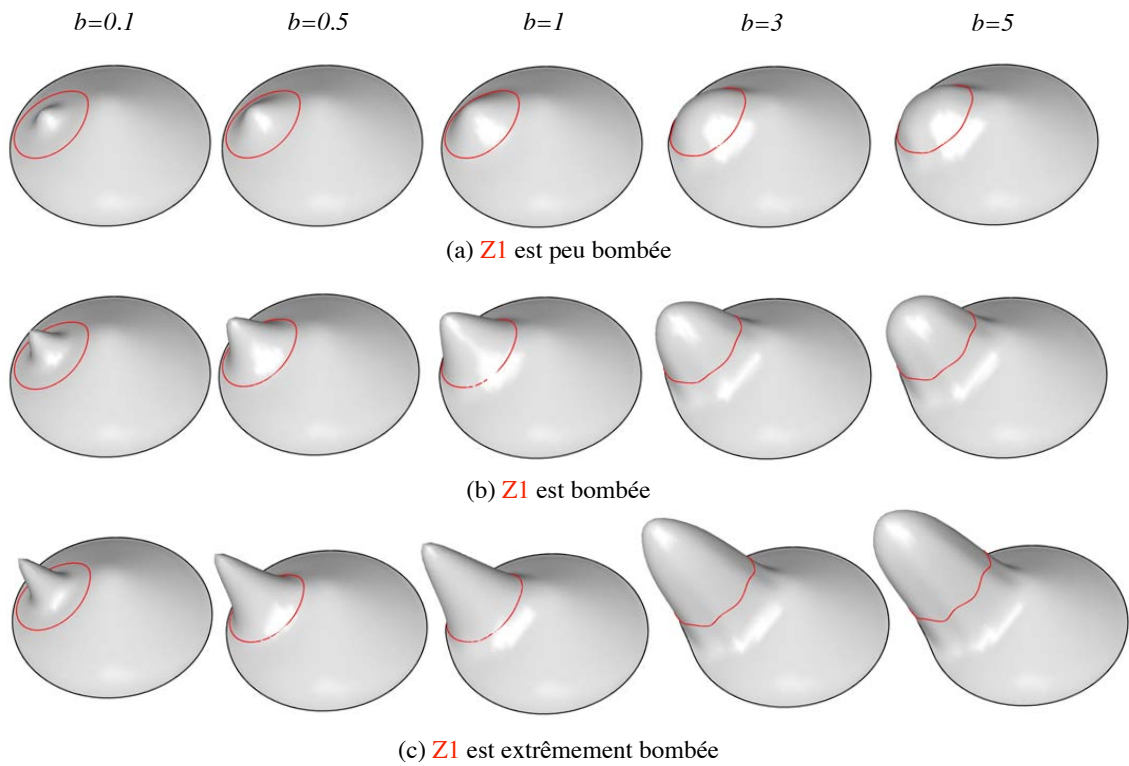 b=0.1 b=0.5 b=1 b=3 b=5
(a) Z1 est peu bombée
(b) Z1 est bombée
(c) Z1 est extrêmement bombée